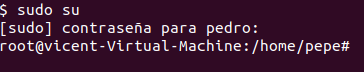 $ sudo su
[sudo] contraseña para pedro:
root@vicent-Virtual-Machine:/home/pepe#